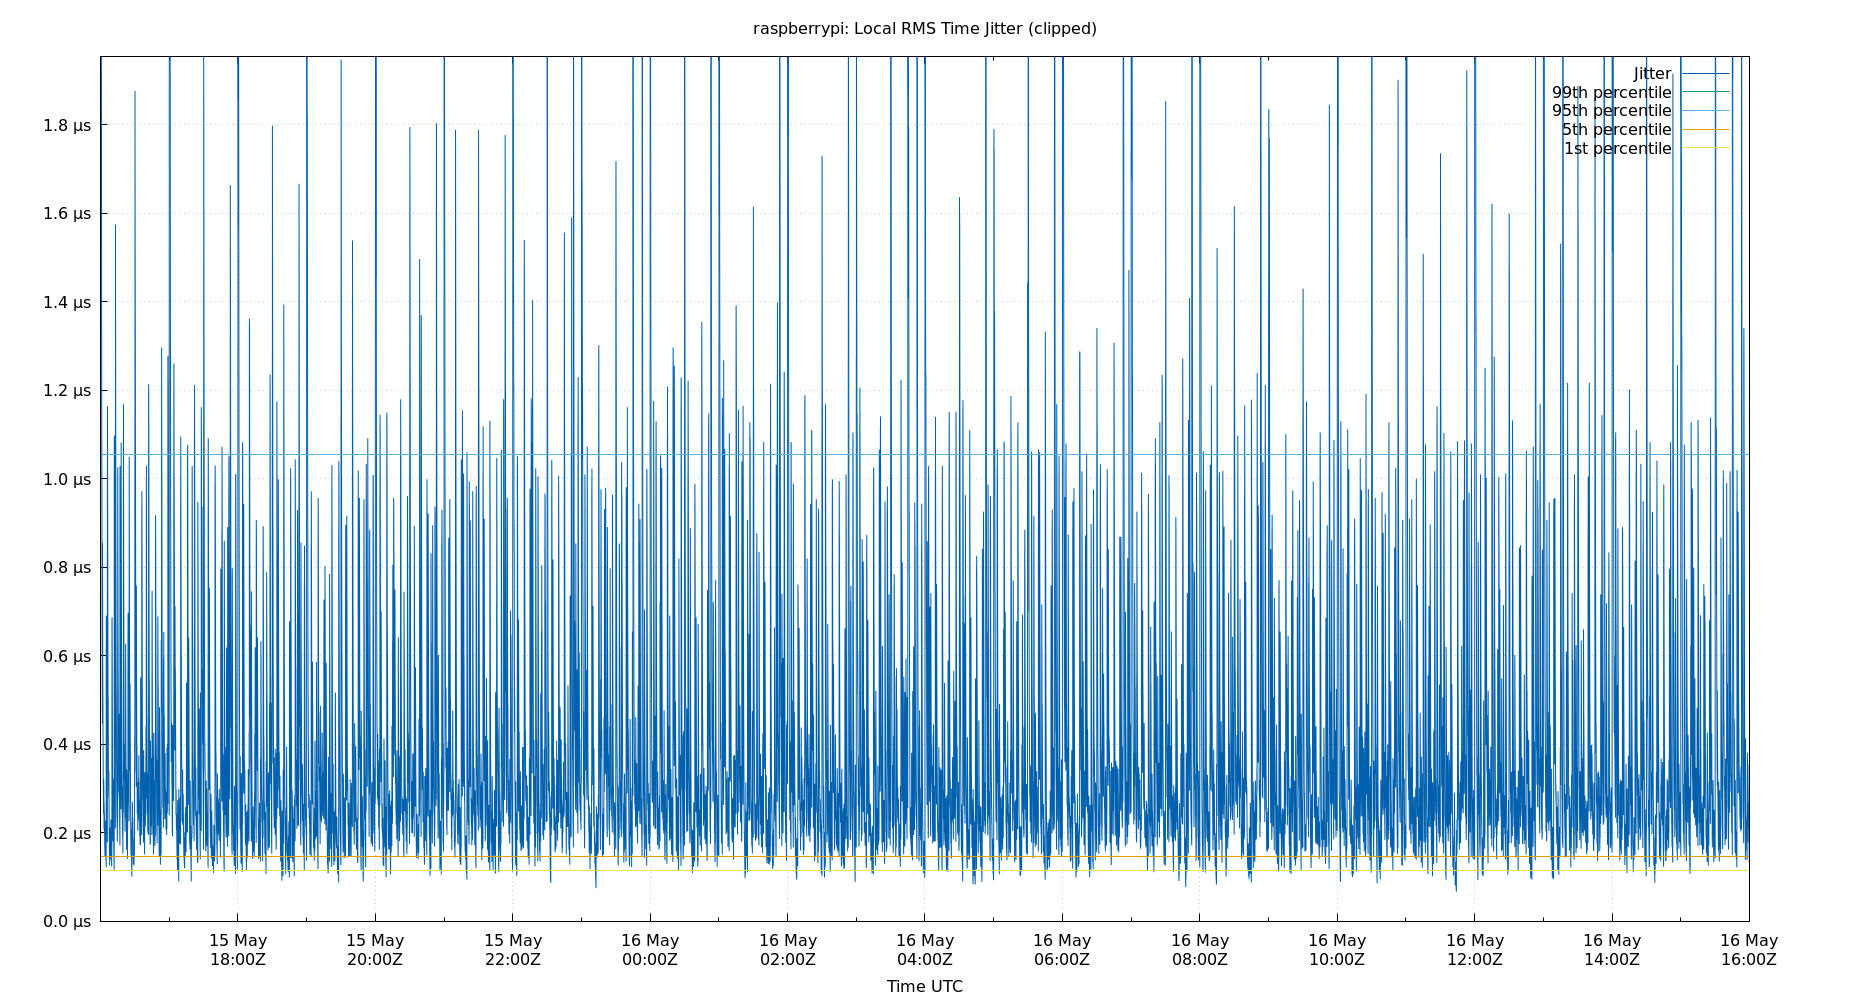 raspberrypi: Local RMS Time Jitter (clipped)
Jitter
99th percentile
95th percentile
5th percentile
1st percentile
1.8 µs
1.6 µs
1.4 µs
1.2 µs
1.0 µs
0.8 µs
0.6 µs
0.4 µs
0.2 µs
0.0 µs
15 May 15 May 15 May 16 May 16 May 16 May 16 May 16 May 16 May 16 May 16 May 16 May
18:00Z 20:00Z 22:00Z 00:00Z 02:00Z 04:00Z 06:00Z 08:00Z 10:00Z 12:00Z 14:00Z 16:00Z
Time UTC